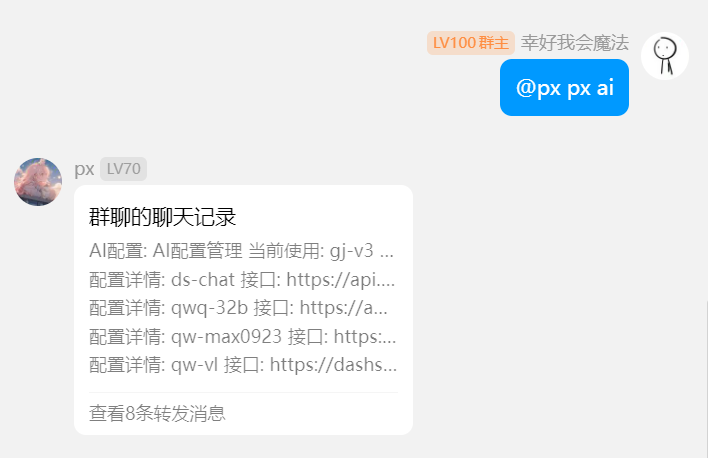 LV100 群主 幸好我会魔法
@px px ai
px LV70
群聊的聊天记录
AI配置: AI配置管理 当前使用: gj-v3 ...
配置详情: ds-chat 接口: https://api....
配置详情: qwq-32b 接口: https://a...
配置详情: qw-max0923 接口: https:...
配置详情: qw-vl 接口: https://dashs...
查看8条转发消息